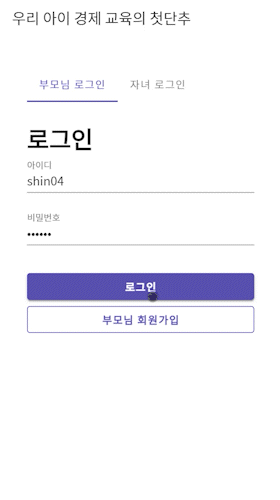 우리 아이 경제 교육의 첫단추
부모님 로그인 자녀 로그인
로그인
아이디
shin04
비밀번호
••••••
로그인
부모님 회원가입